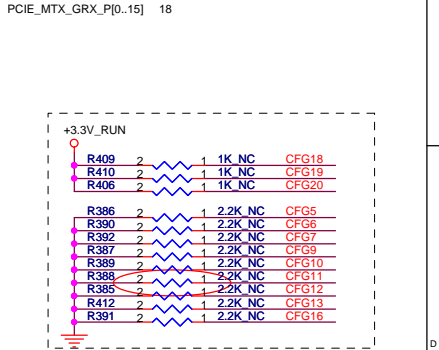 PCIE_MTX_GRX_P[0..15] 18
+3.3V_RUN
R409 2 1 1K_NC CFG18
R410 2 1 1K_NC CFG19
R406 2 1 1K_NC CFG20
R386 2 1 2.2K_NC CFG5
R390 2 1 2.2K_NC CFG6
R392 2 1 2.2K_NC CFG7
R387 2 1 2.2K_NC CFG9
R389 2 1 2.2K_NC CFG10
R388 2 1 2.2K_NC CFG11
R385 2 1 2.2K_NC CFG12
R412 2 1 2.2K_NC CFG13
R391 2 1 2.2K_NC CFG16
D